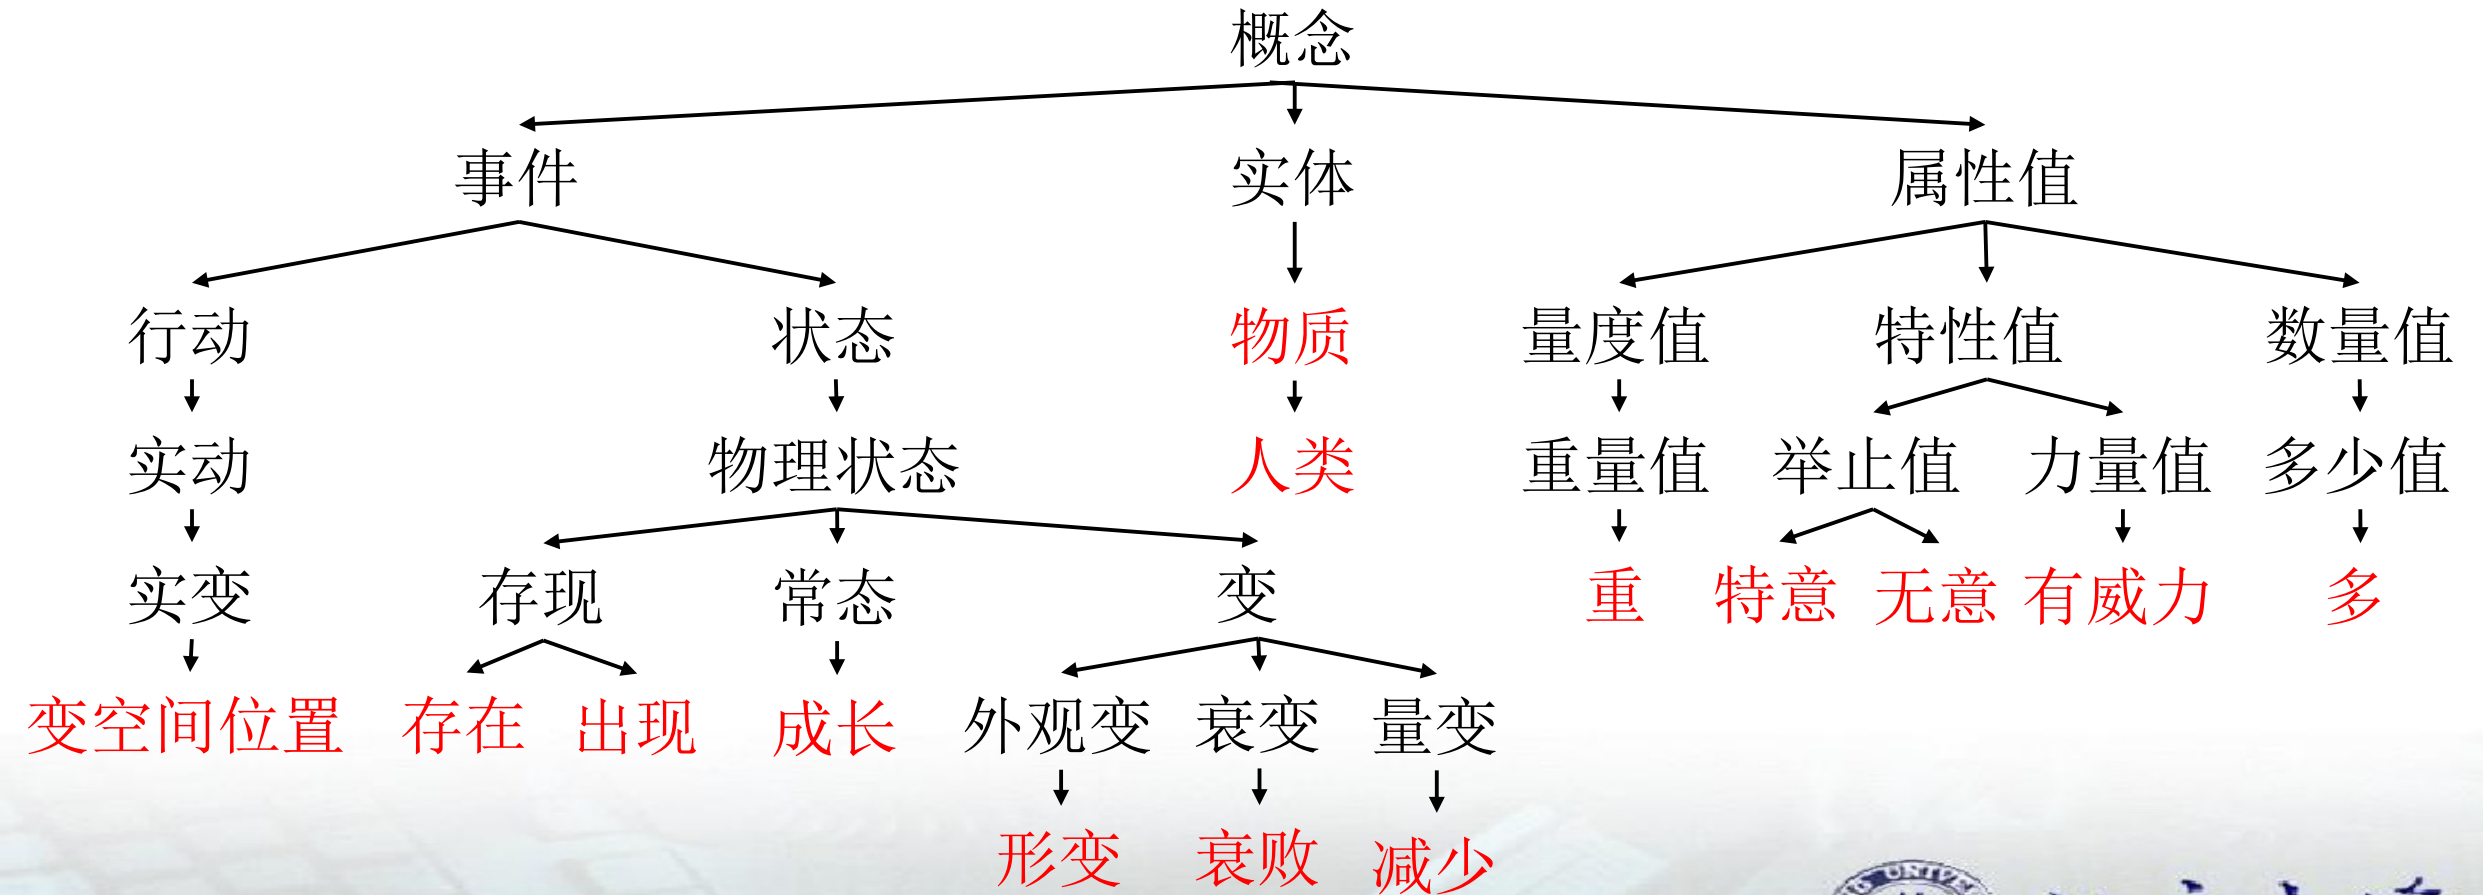 概念
事件 实体 属性值
行动 状态 物质 量度值 特性值 数量值
实动 物理状态 人类 重量值 举止值 力量值 多少值
实变 存现 常态 变 重 特意 无意 有威力 多
变空间位置 存在 出现 成长 外观变 衰变 量变
形变 衰败 减少